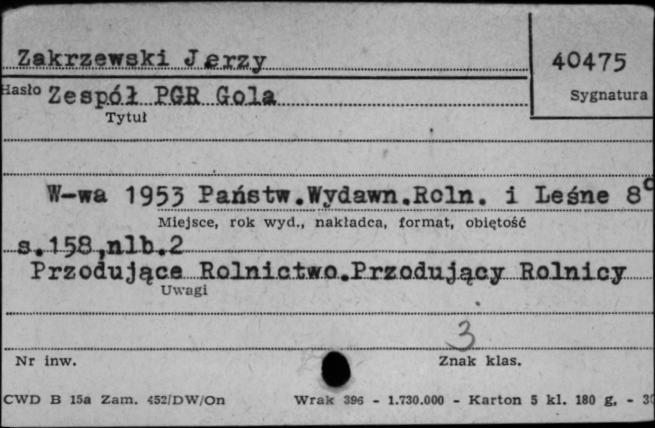 Zakrzewski Jerzy
40475
Hasło Zespół PGR Gola
Sygnatura
Tytuł
W-wa 1953 Państw.Wydawn.Roln. i Leśne 8°
Miejsce, rok wyd., nakładca, format, obiętość
s.158,nlb.2
Przodujące Rolnictwo.Przodujący Rolnicy
Uwagi
3
Nr inw. Znak klas.
CWD B 15a Zam. 452/DW/On Wrak 396 - 1.730.000 - Karton 5 kl. 180 g, -